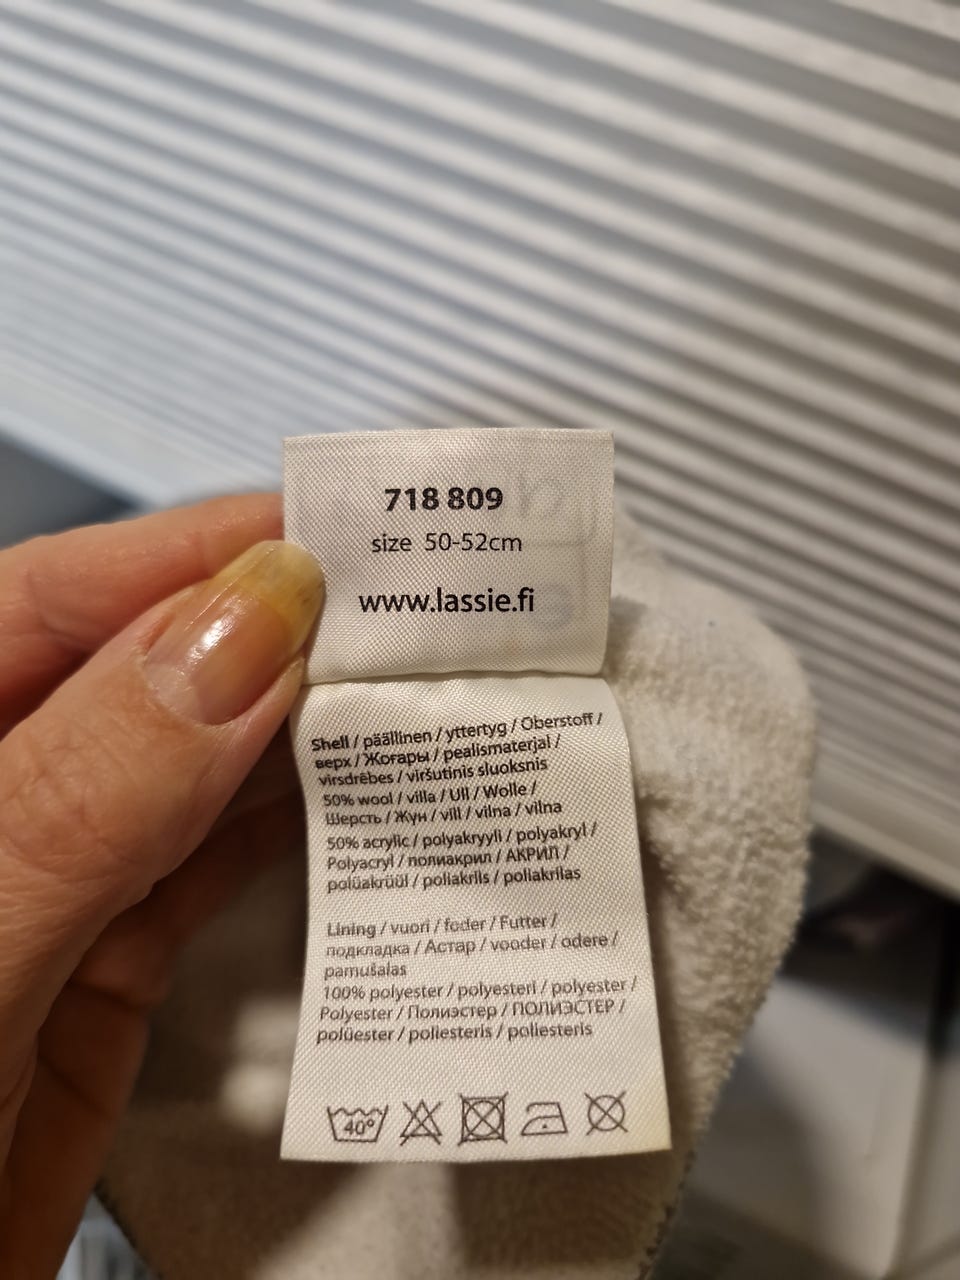 718 809
size 50-52cm
www.lassie.fi
Shell / päällinen / yttertyg / Oberstoff /
верх / Жоғары / pealismaterjal /
virsdrēbes / viršutinis sluoksnis
50% wool / villa / Ull / Wolle /
Шерсть / Жүн / vill / vilna / vilna
50% acrylic / polyakryyli / polyakryl /
Polyacryl / полиакрил / АКРИЛ /
polüakrüül / poliakrils / poliakrilas
Lining / vuori / foder / Futter /
подкладка / Астар / vooder / odere /
pamušalas
100% polyester / polyesteri / polyester /
Polyester / Полиэстер / ПОЛИЭСТЕР /
polüester / poliesteris / poliesteris
40°